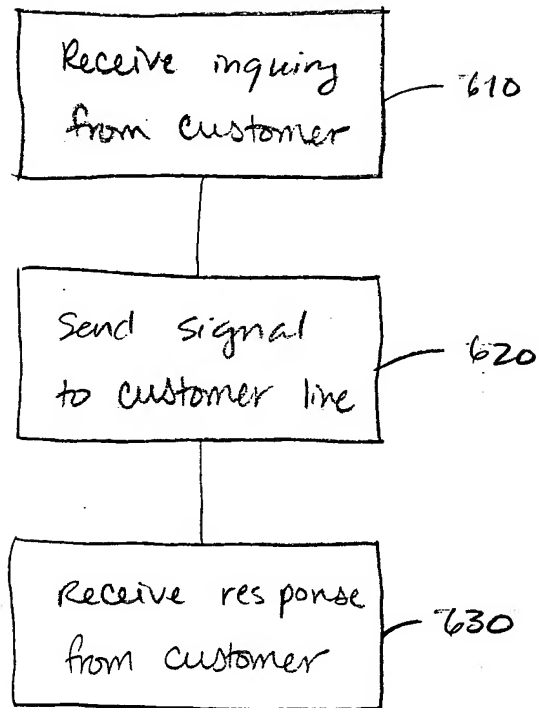 Receive inquiry
from customer
610
Send signal
to customer line
620
Receive response
from customer
630